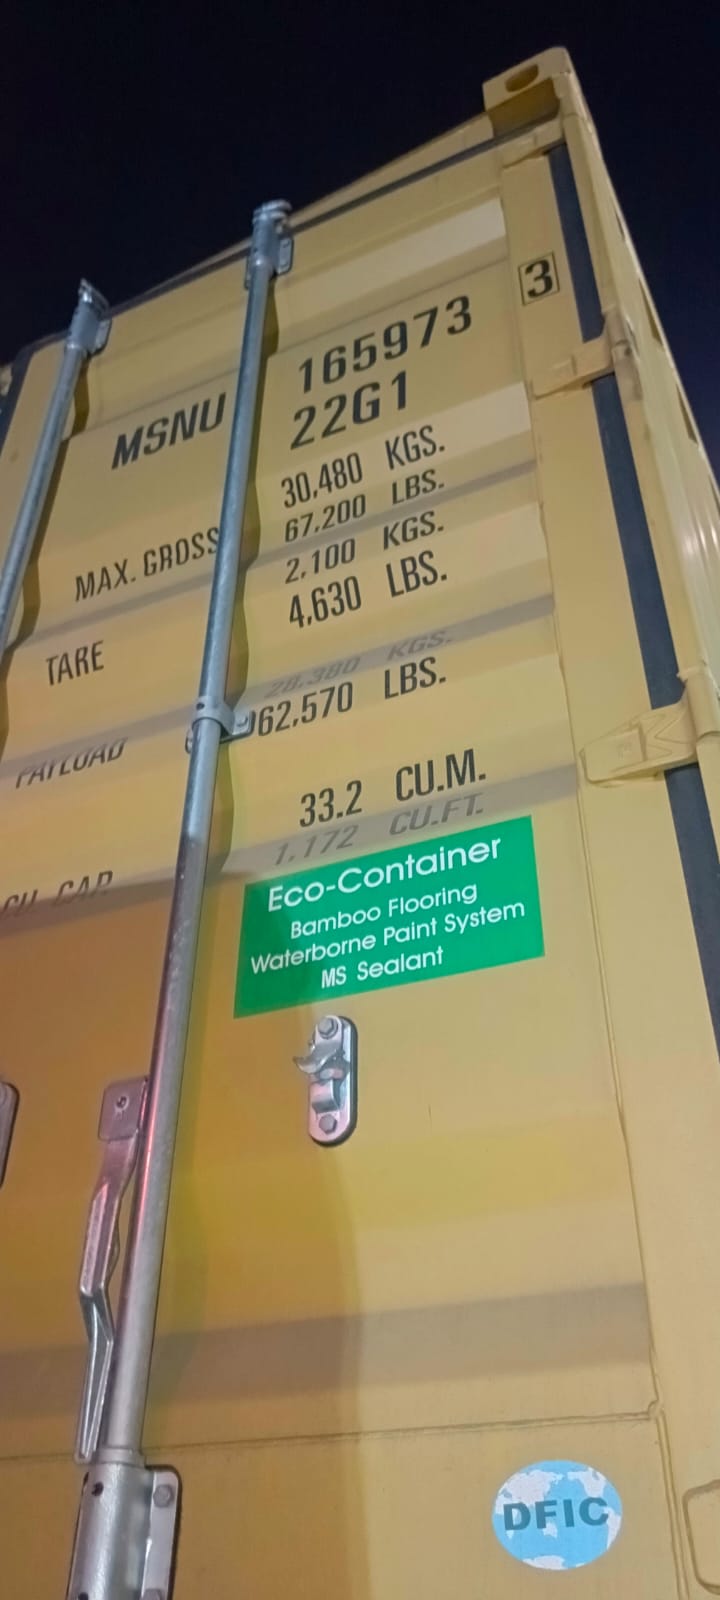 MSNU 165973 3
22G1
MAX. GROSS 30.480 KGS.
67.200 LBS.
TARE 2.100 KGS.
4.630 LBS.
PAYLOAD 28.380 KGS.
62.570 LBS.
CU. CAP. 33.2 CU.M.
1.172 CU.FT.
Eco-Container
Bamboo Flooring
Waterborne Paint System
MS Sealant
DFIC